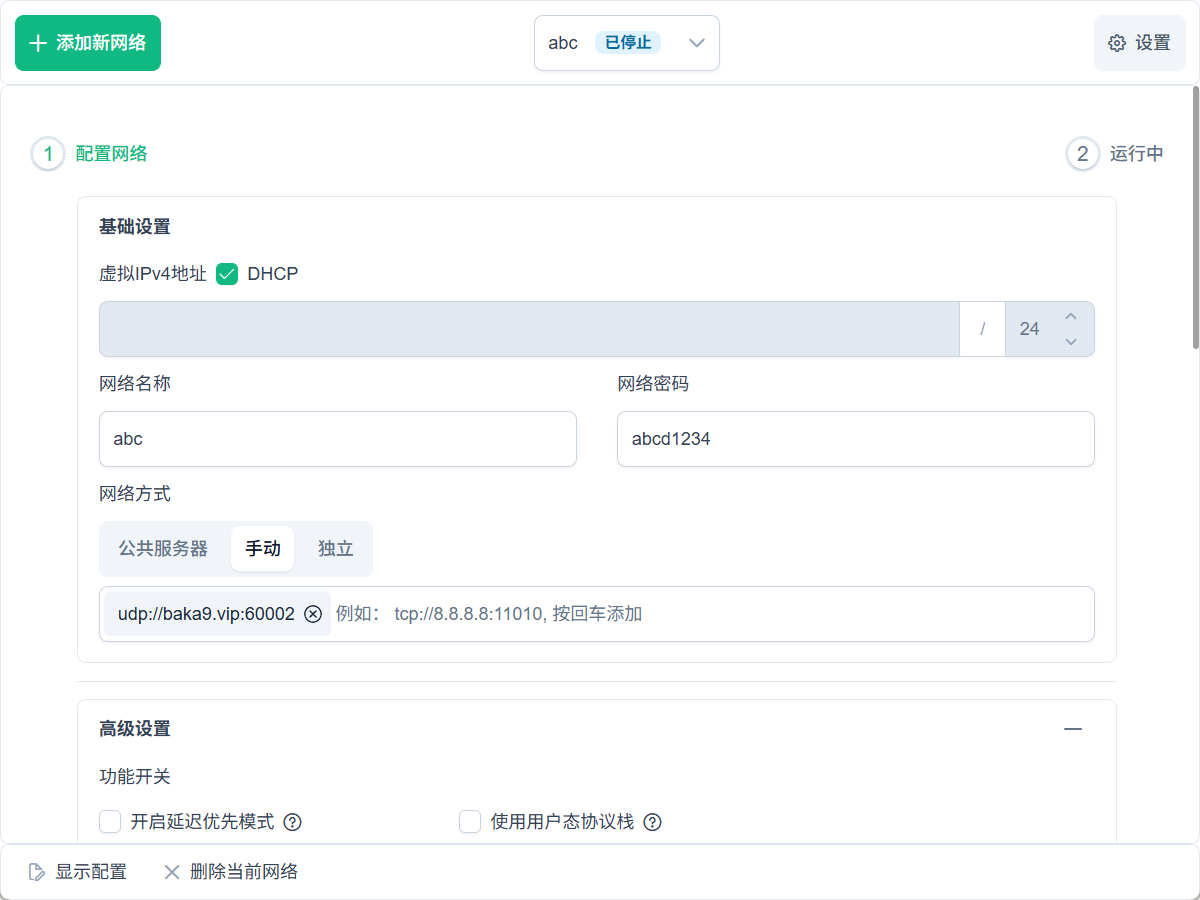 添加新网络
abc 已停止
设置
1 配置网络
2 运行中
基础设置
虚拟IPv4地址 DHCP
/ 24
网络名称 网络密码
abc abcd1234
网络方式
公共服务器 手动 独立
udp://baka9.vip:60002 例如： tcp://8.8.8.8:11010, 按回车添加
高级设置
功能开关
开启延迟优先模式 使用用户态协议栈
显示配置 删除当前网络